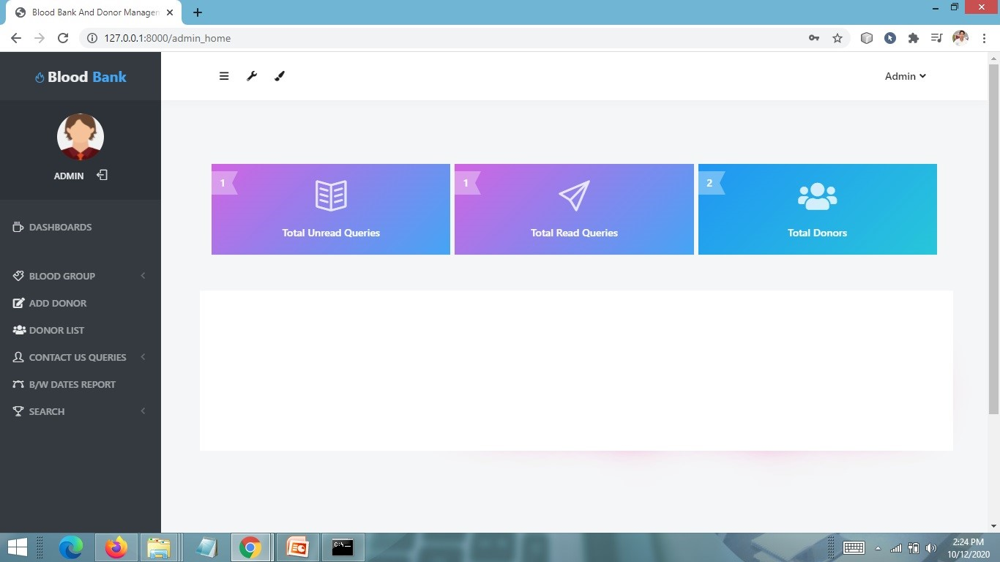 Blood Bank And Donor Managem
127.0.0.1:8000/admin_home
Blood Bank
Admin
ADMIN
1
Total Unread Queries
1
Total Read Queries
2
Total Donors
DASHBOARDS
BLOOD GROUP
ADD DONOR
DONOR LIST
CONTACT US QUERIES
B/W DATES REPORT
SEARCH
2:24 PM
10/12/2020